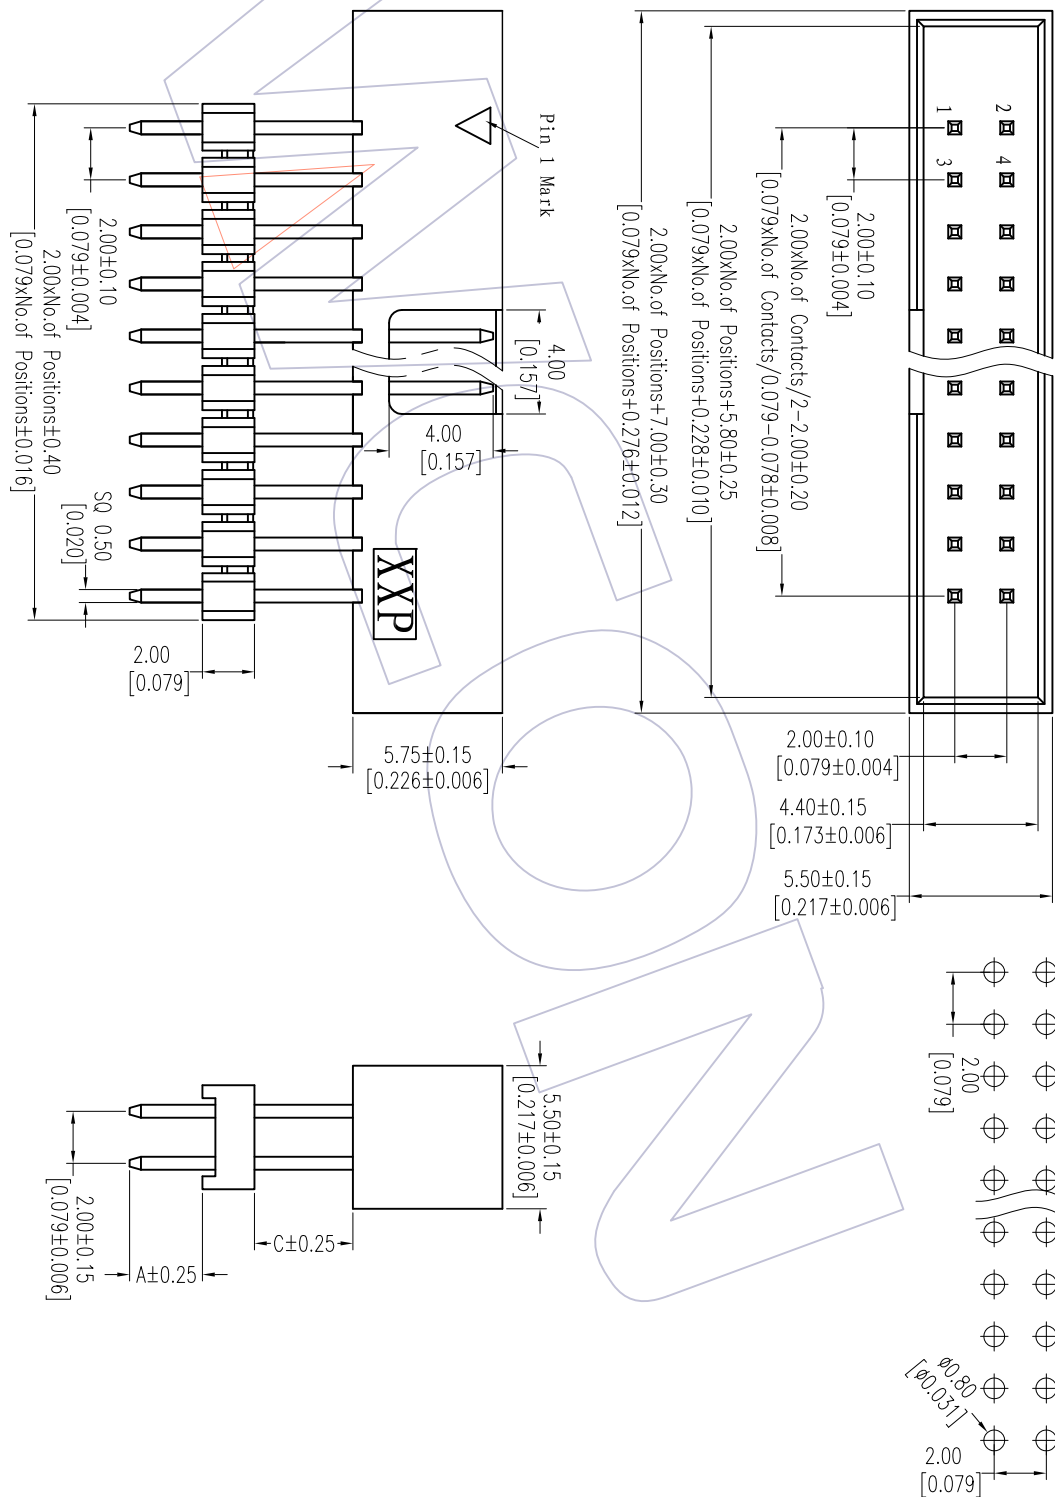 1
2
3
4
2.00±0.10
[0.079±0.004]
2.00xNo.of Contacts/2-2.00±0.20
[0.079xNo.of Contacts/0.079-0.078±0.008]
2.00xNo.of Positions+5.80±0.25
[0.079xNo.of Positions+0.228±0.010]
2.00xNo.of Positions+7.00±0.30
[0.079xNo.of Positions+0.276±0.012]
2.00±0.10
[0.079±0.004]
4.40±0.15
[0.173±0.006]
5.50±0.15
[0.217±0.006]
Pin 1 Mark
4.00
[0.157]
4.00
[0.157]
XXP
2.00±0.10
[0.079±0.004]
2.00xNo.of Positions±0.40
[0.079xNo.of Positions±0.016]
SQ 0.50
[0.020]
2.00
[0.079]
5.75±0.15
[0.226±0.006]
5.50±0.15
[0.217±0.006]
C±0.25
A±0.25
2.00±0.15
[0.079±0.006]
2.00
[0.079]
ø0.80
[ø0.031]
2.00
[0.079]
WCON